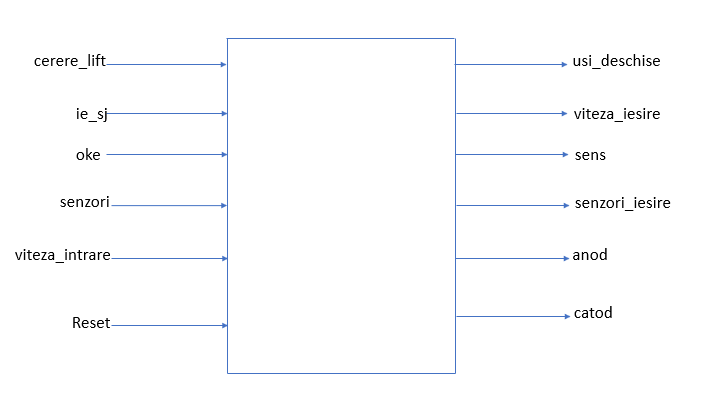 cerere_lift
usi_deschise
ie_sj
viteza_iesire
oke
sens
senzori
senzori_iesire
viteza_intrare
anod
Reset
catod